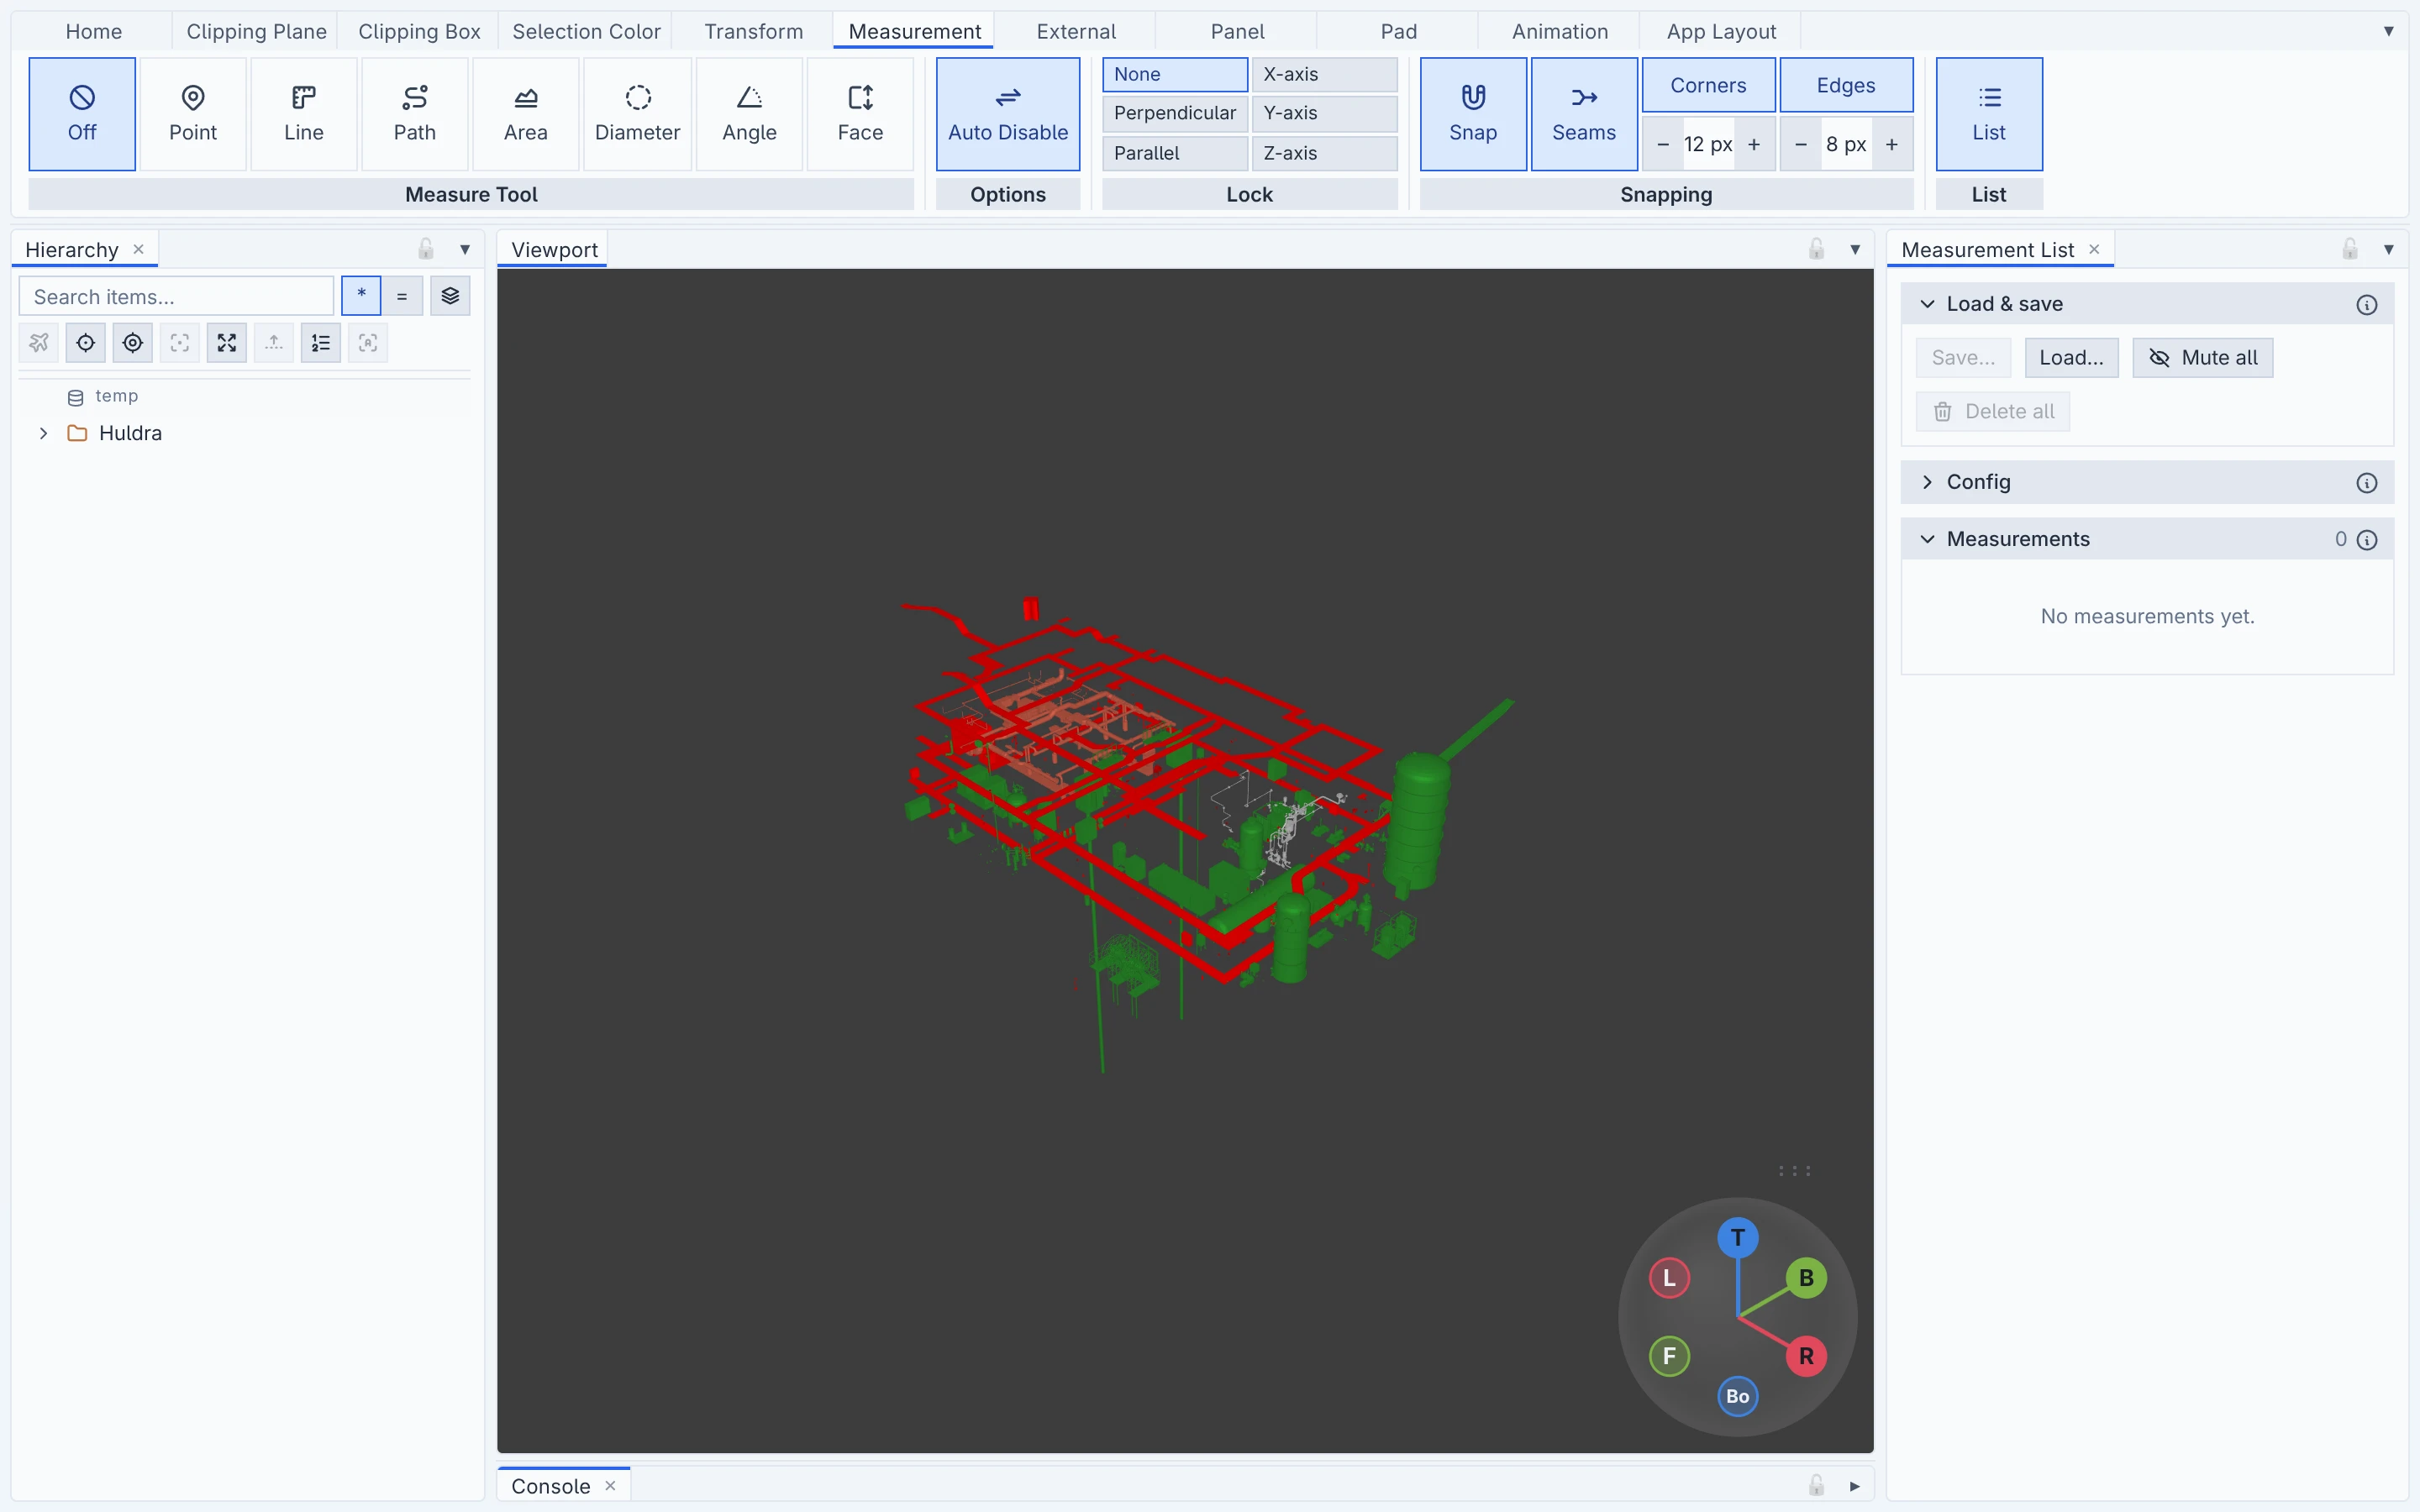 Home Clipping Plane Clipping Box Selection Color Transform Measurement External Panel Pad Animation App Layout
Off Point Line Path Area Diameter Angle Face
Measure Tool
Auto Disable
Options
None X-axis
Perpendicular Y-axis
Parallel Z-axis
Lock
Snap Seams Corners Edges
12 px 8 px
Snapping
List
List
Hierarchy
Search items...
* =
temp
Huldra
Viewport
T
L B
F R
Bo
Console
Measurement List
Load & save
Save... Load... Mute all
Delete all
Config
Measurements 0
No measurements yet.